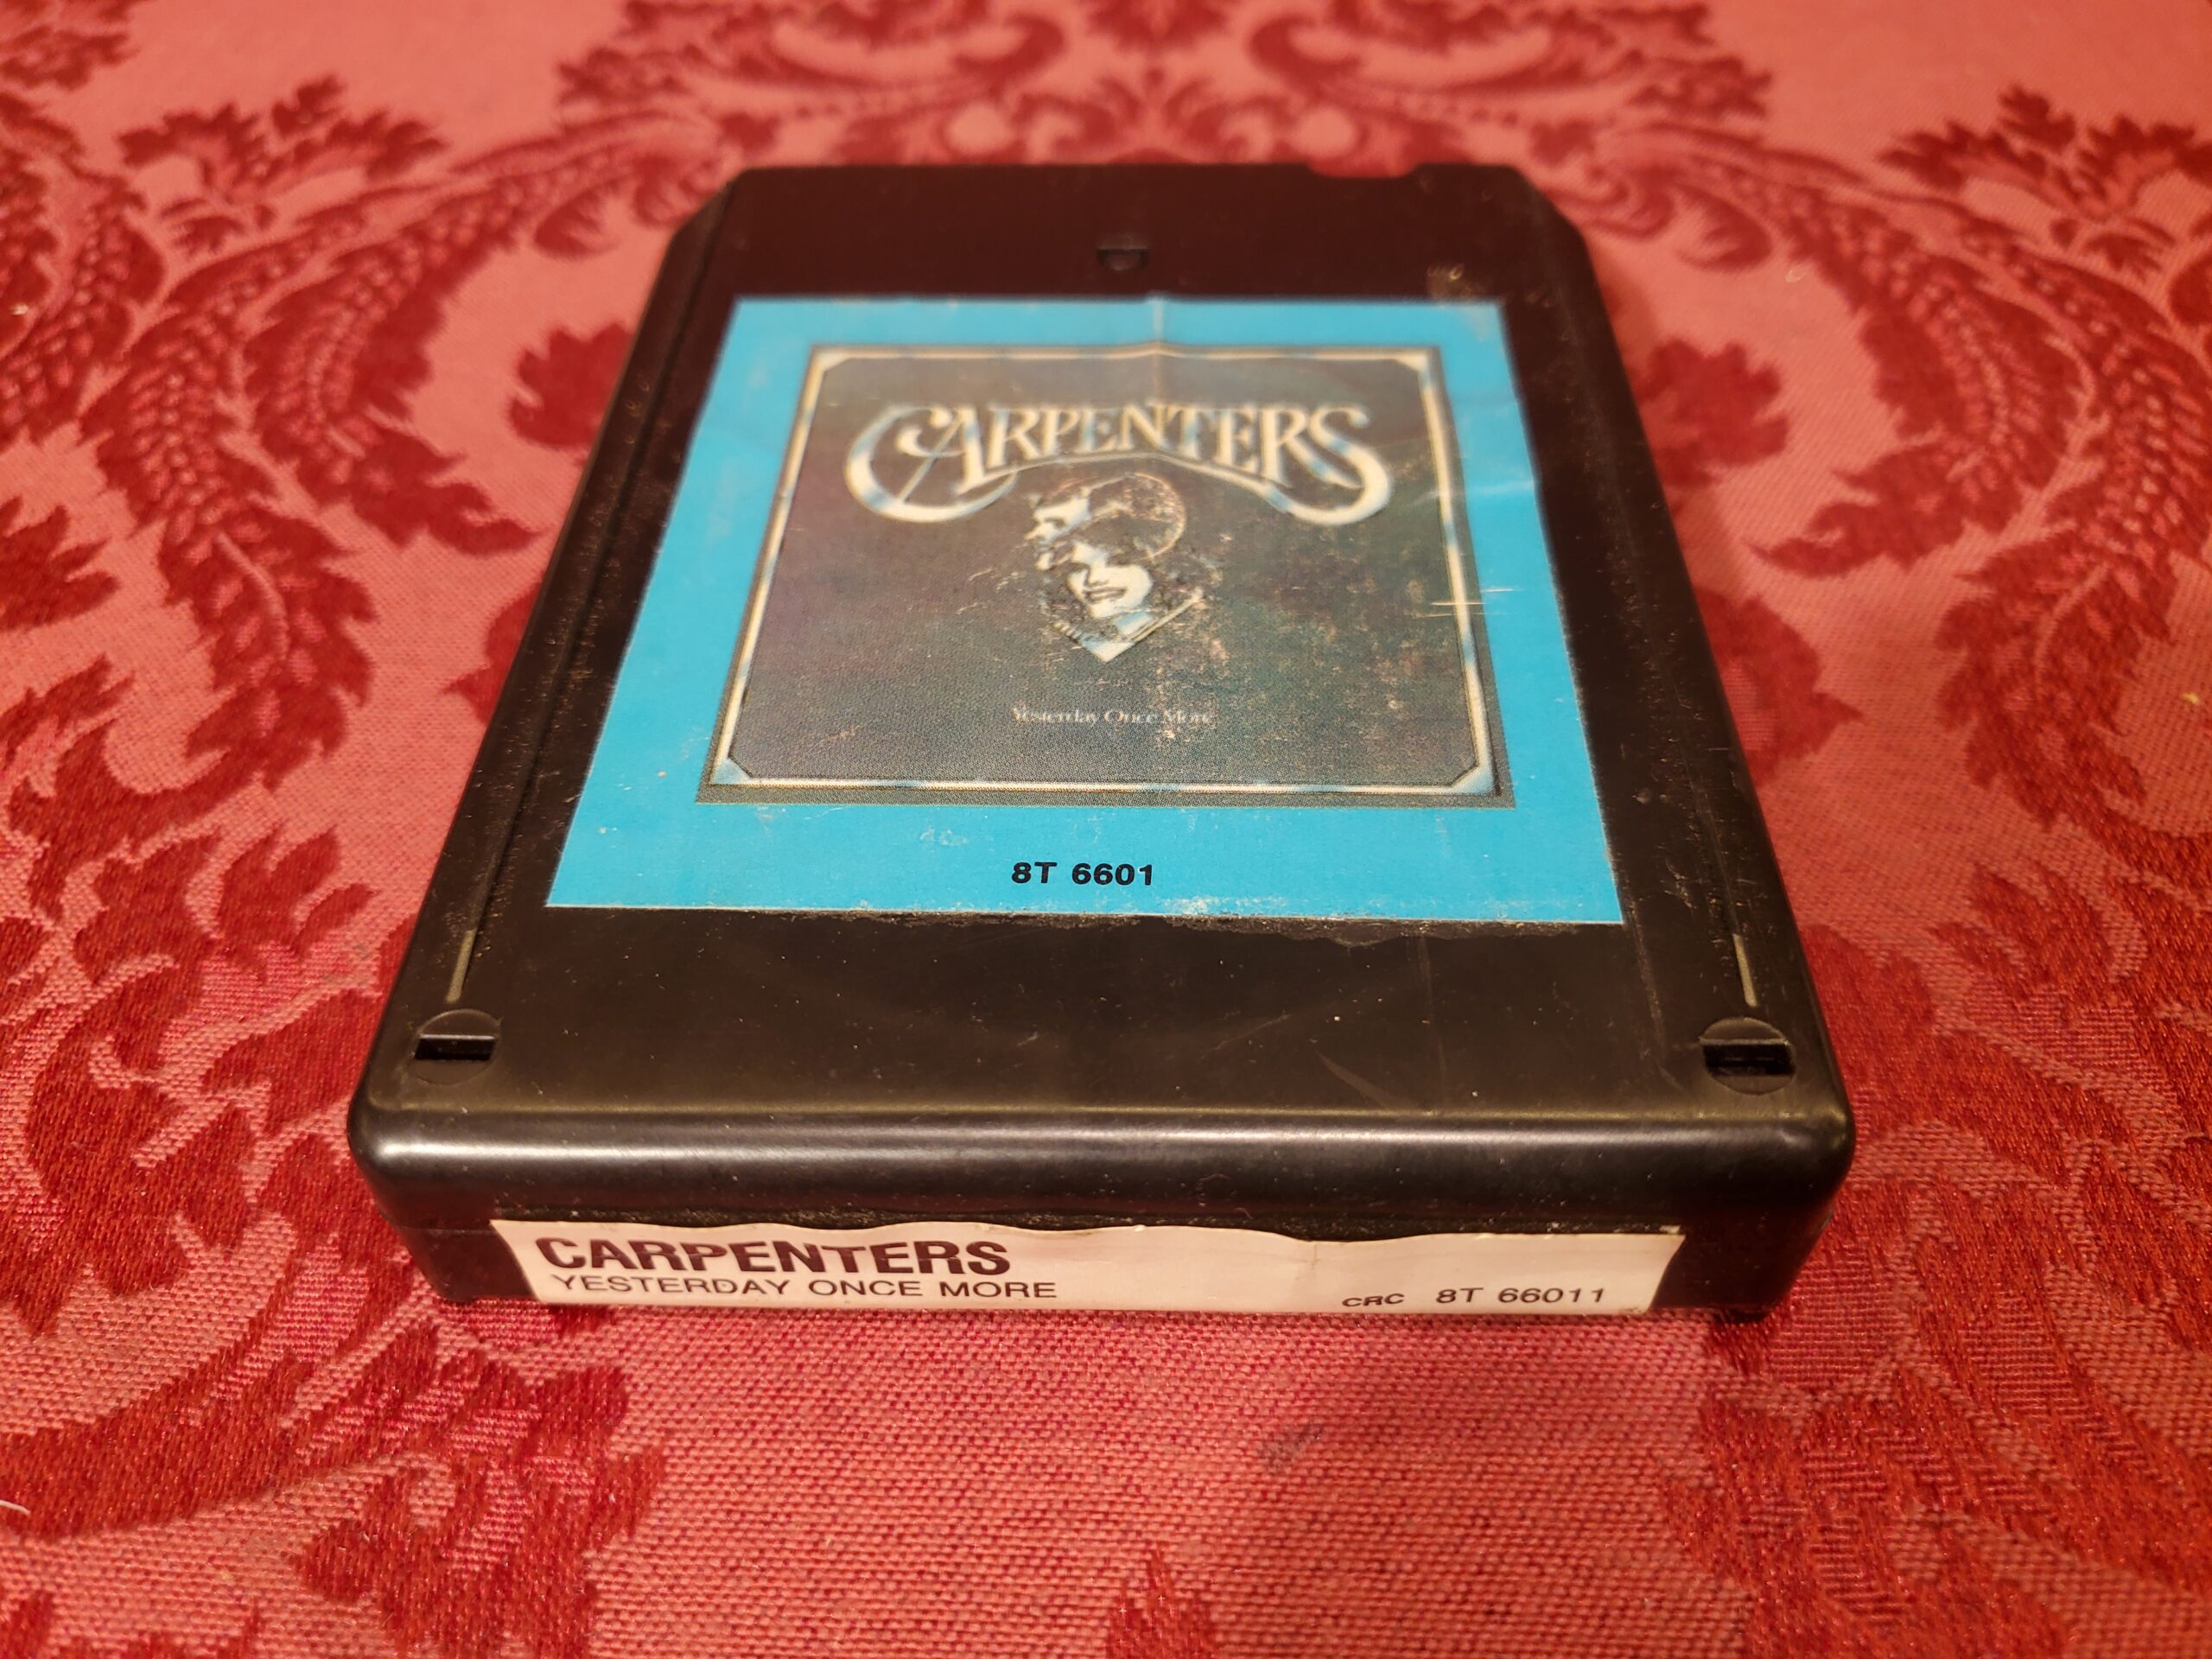 CARPENTERS
Yesterday Once More
8T 6601
CARPENTERS
YESTERDAY ONCE MORE
CRC 8T 66011